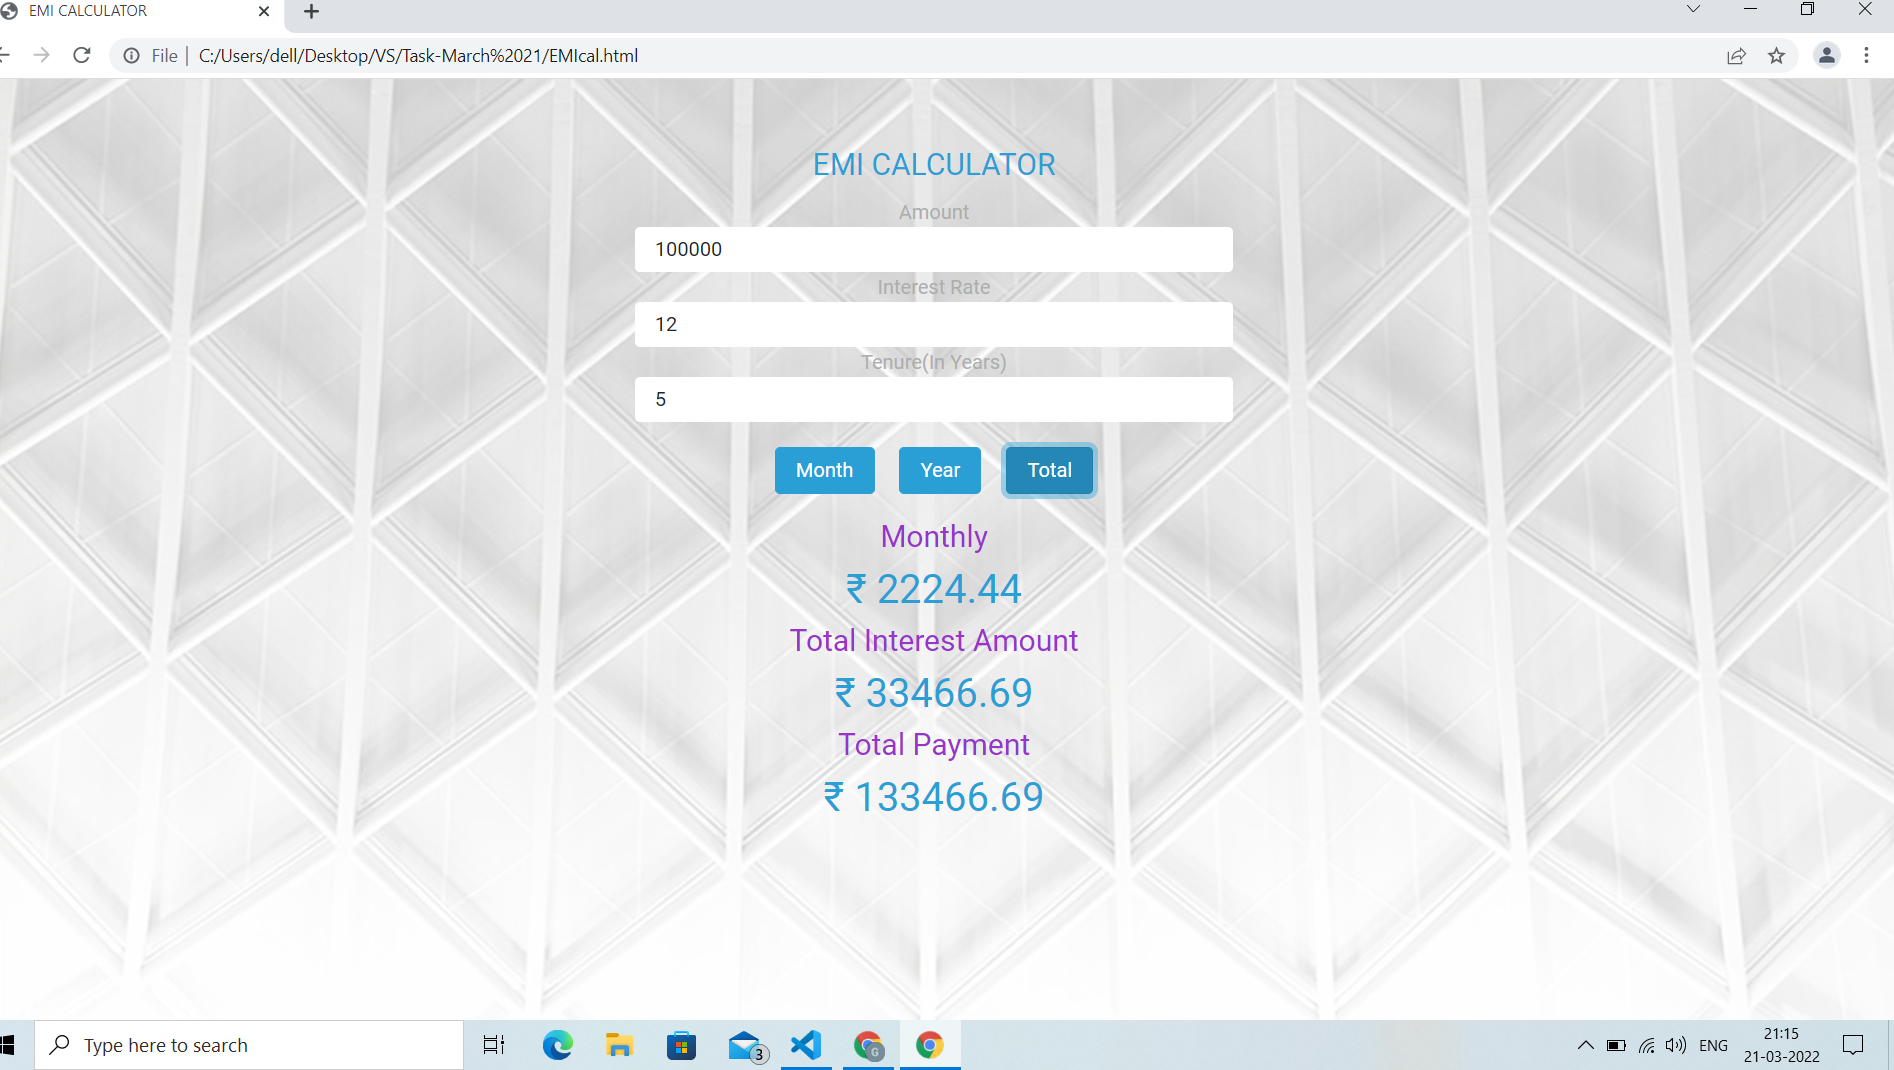 EMI CALCULATOR
File | C:/Users/dell/Desktop/VS/Task-March%2021/EMIcal.html
EMI CALCULATOR
Amount
100000
Interest Rate
12
Tenure(In Years)
5
Month Year Total
Monthly
₹ 2224.44
Total Interest Amount
₹ 33466.69
Total Payment
₹ 133466.69
Type here to search
3
G
ENG
21:15
21-03-2022